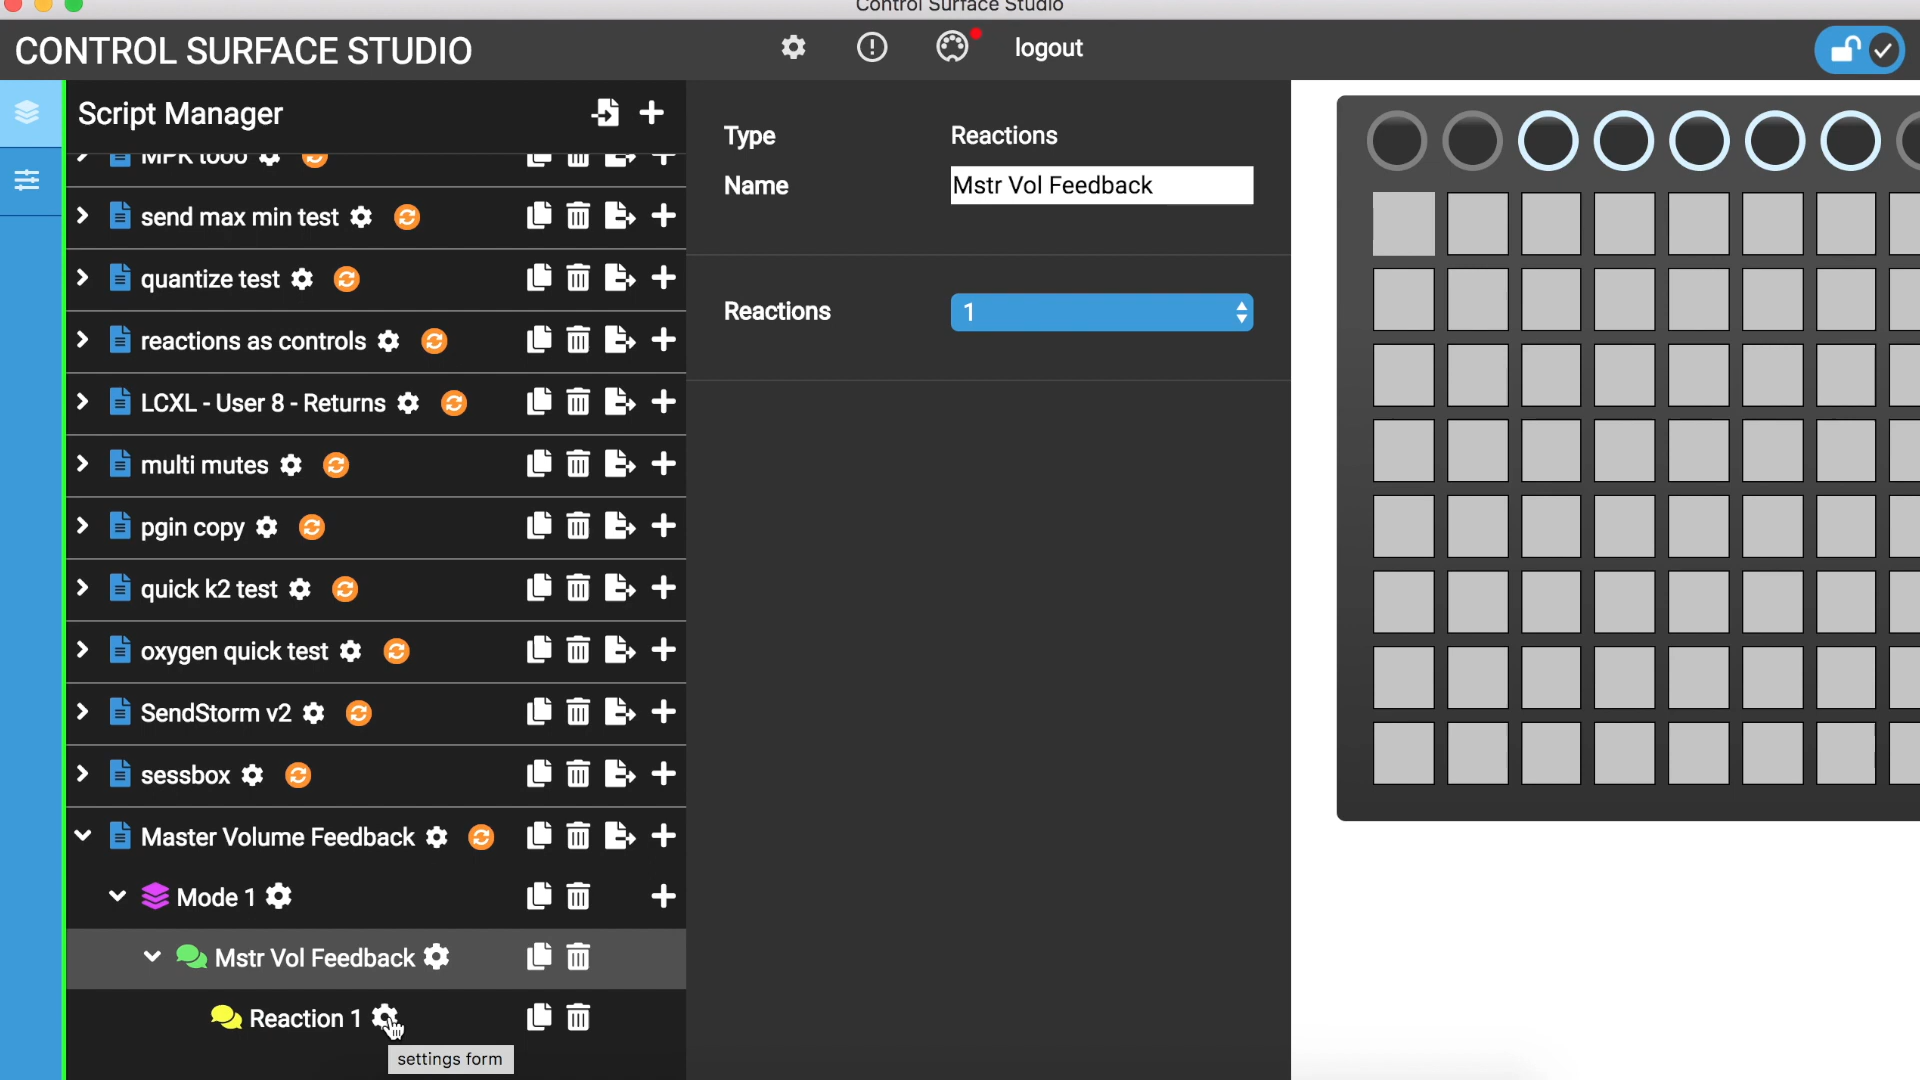 Control Surface Studio
CONTROL SURFACE STUDIO
logout
Script Manager
send max min test
quantize test
reactions as controls
LCXL - User 8 - Returns
multi mutes
pgin copy
quick k2 test
oxygen quick test
SendStorm v2
sessbox
Master Volume Feedback
Mode 1
Mstr Vol Feedback
Reaction 1
settings form
Type Reactions
Name Mstr Vol Feedback
Reactions 1